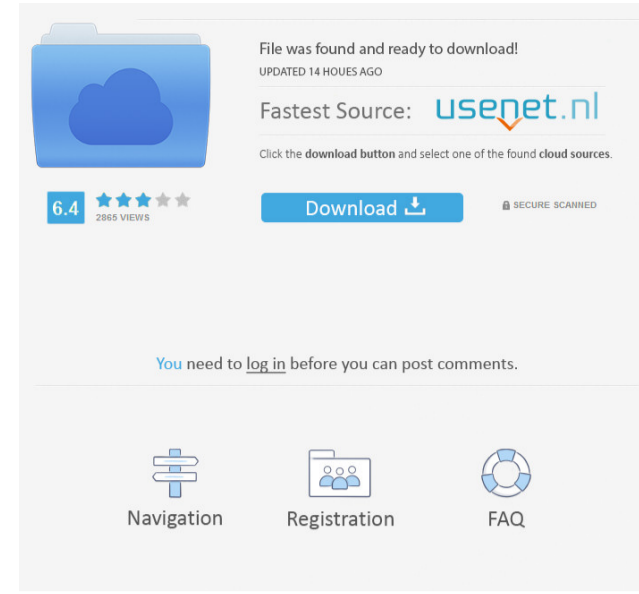 File was found and ready to download!
UPDATED 14 HOUES AGO
Fastest Source: usenet.nl
Click the download button and select one of the found cloud sources.
6.4
2865 VIEWS
Download
SECURE SCANNED
You need to log in before you can post comments.
Navigation
Registration
FAQ